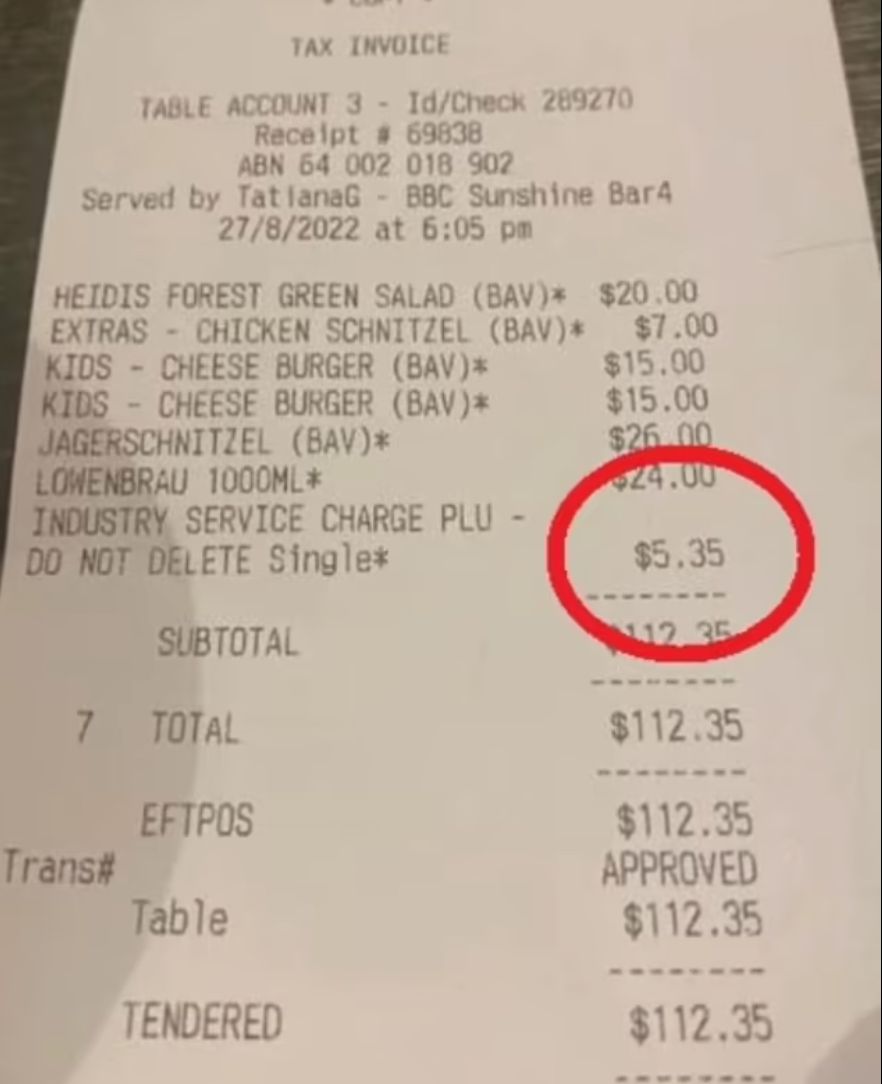 TAX INVOICE
TABLE ACCOUNT 3 - Id/Check 289270
Receipt # 69838
ABN 64 002 018 902
Served by TatianaG - BBC Sunshine Bar4
27/8/2022 at 6:05 pm
HEIDIS FOREST GREEN SALAD (BAV)* $20.00
EXTRAS - CHICKEN SCHNITZEL (BAV)* $7.00
KIDS - CHEESE BURGER (BAV)* $15.00
KIDS - CHEESE BURGER (BAV)* $15.00
JAGERSCHNITZEL (BAV)* $26.00
LOWENBRAU 1000ML* $24.00
INDUSTRY SERVICE CHARGE PLU -
DO NOT DELETE Single* $5.35
--------
SUBTOTAL $112.35
--------
7 TOTAL $112.35
--------
EFTPOS $112.35
Trans# APPROVED
Table $112.35
--------
TENDERED $112.35
--------